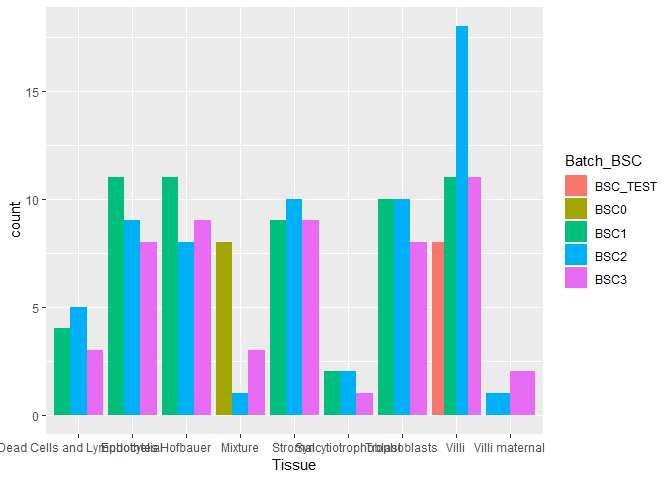 Batch_BSC
BSC_TEST
BSC0
BSC1
BSC2
BSC3
count
15
10
5
0
Dead Cells and Lymphocytes Endothelial Hofbauer Mixture Stromal Syncytiotrophoblast Trophoblasts Villi Villi maternal
Tissue